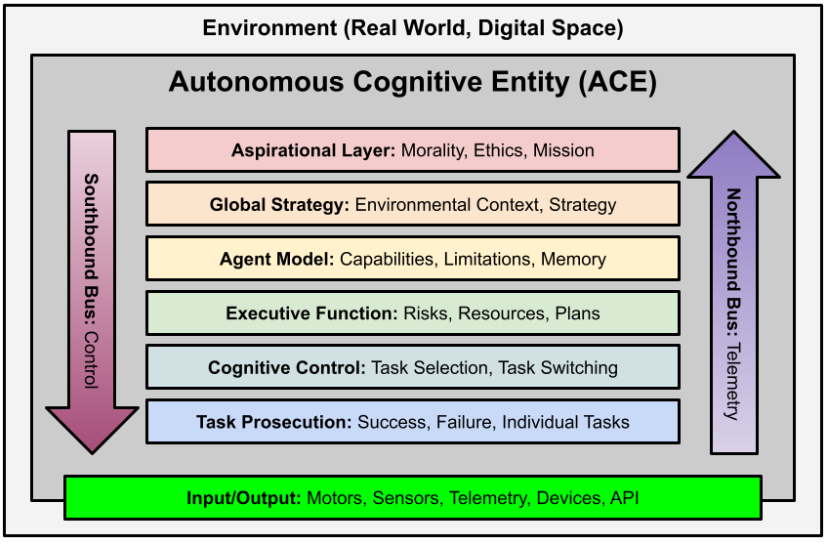 Environment (Real World, Digital Space)
Autonomous Cognitive Entity (ACE)
Southbound Bus: Control
Aspirational Layer: Morality, Ethics, Mission
Global Strategy: Environmental Context, Strategy
Agent Model: Capabilities, Limitations, Memory
Executive Function: Risks, Resources, Plans
Cognitive Control: Task Selection, Task Switching
Task Prosecution: Success, Failure, Individual Tasks
Northbound Bus: Telemetry
Input/Output: Motors, Sensors, Telemetry, Devices, API